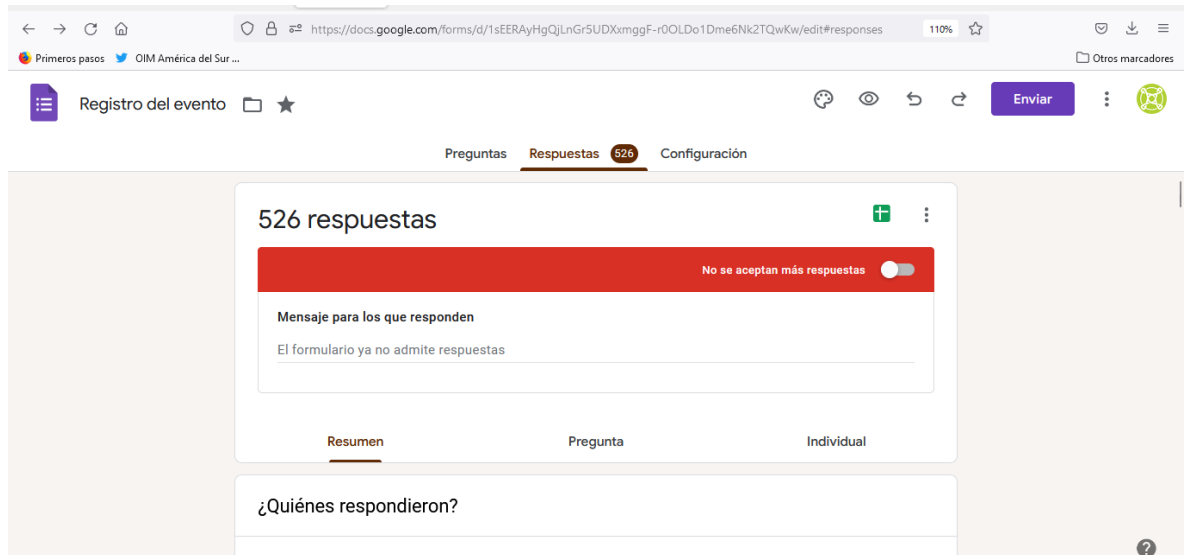 https://docs.google.com/forms/d/1sEERAyHgQjLnGr5UDXxmggF-r0OLDo1Dme6Nk2TQwKw/edit#responses 110%
Primeros pasos OIM América del Sur ... Otros marcadores
Registro del evento Enviar
Preguntas Respuestas 526 Configuración
526 respuestas
No se aceptan más respuestas
Mensaje para los que responden
El formulario ya no admite respuestas
Resumen Pregunta Individual
¿Quiénes respondieron?